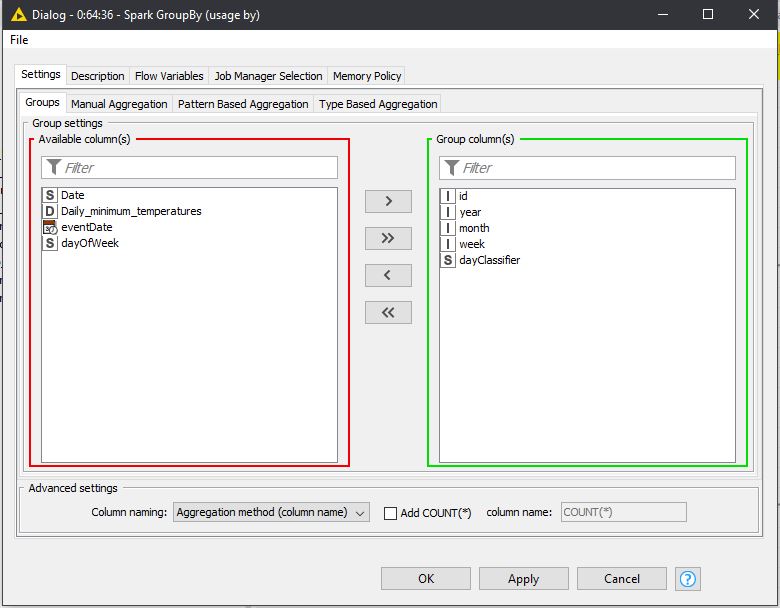 Dialog - 0:64:36 - Spark GroupBy (usage by)
File
Settings Description Flow Variables Job Manager Selection Memory Policy
Groups Manual Aggregation Pattern Based Aggregation Type Based Aggregation
Group settings
Available column(s)
Filter
S Date
D Daily_minimum_temperatures
eventDate
S dayOfWeek
>
>>
<
<<
Group column(s)
Filter
I id
I year
I month
I week
S dayClassifier
Advanced settings
Column naming: Aggregation method (column name) Add COUNT(*) column name: COUNT(*)
OK Apply Cancel ?